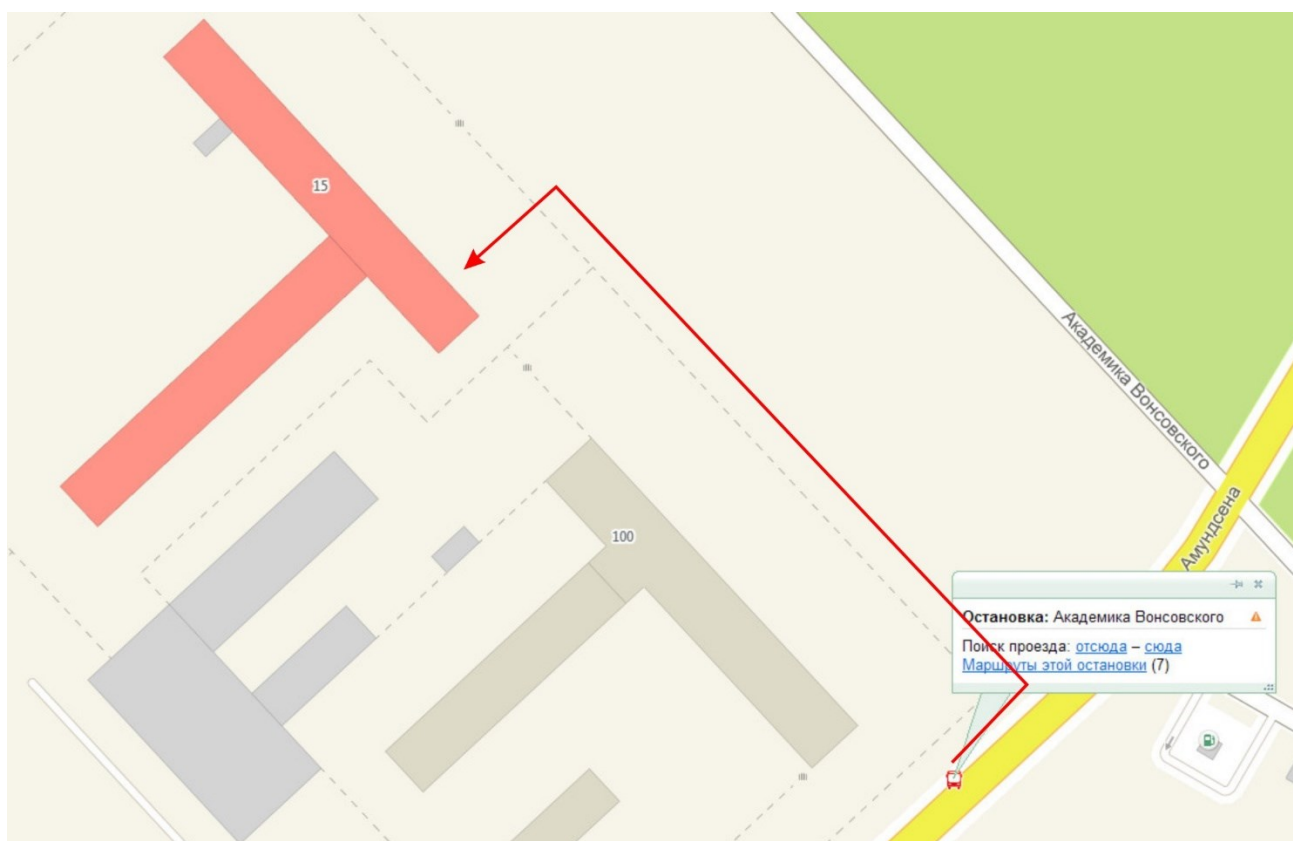 15
Академика Вонсовского
100
Амундсена
Остановка: Академика Вонсовского
Поиск проезда: отсюда – сюда
Маршруты этой остановки (7)